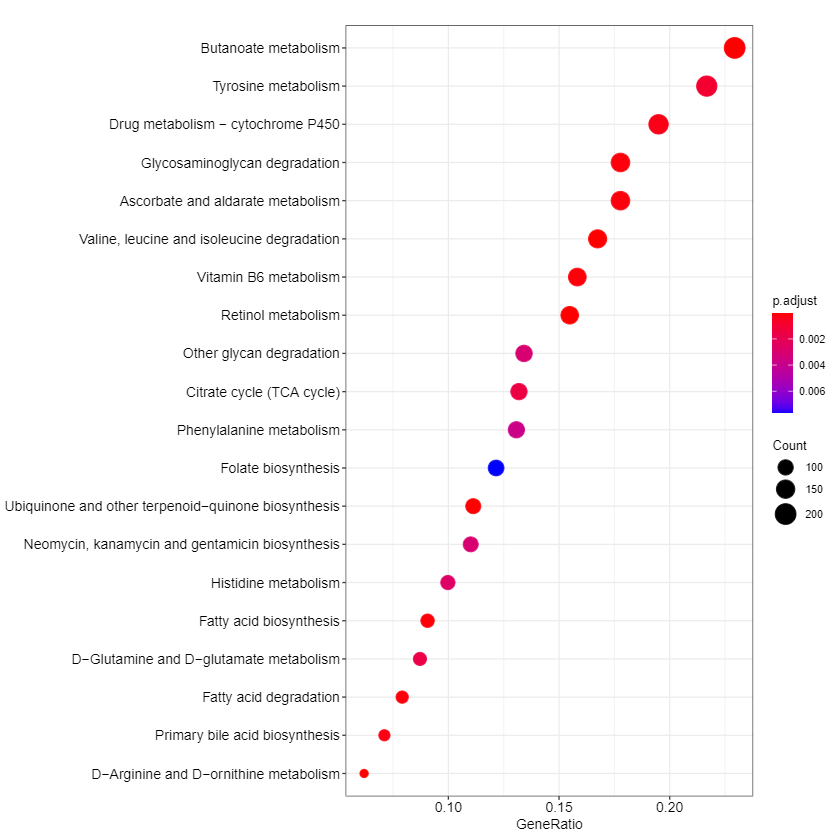 Butanoate metabolism
Tyrosine metabolism
Drug metabolism − cytochrome P450
Glycosaminoglycan degradation
Ascorbate and aldarate metabolism
Valine, leucine and isoleucine degradation
Vitamin B6 metabolism
Retinol metabolism
Other glycan degradation
Citrate cycle (TCA cycle)
Phenylalanine metabolism
Folate biosynthesis
Ubiquinone and other terpenoid−quinone biosynthesis
Neomycin, kanamycin and gentamicin biosynthesis
Histidine metabolism
Fatty acid biosynthesis
D−Glutamine and D−glutamate metabolism
Fatty acid degradation
Primary bile acid biosynthesis
D−Arginine and D−ornithine metabolism
0.10 0.15 0.20
GeneRatio
p.adjust
0.002
0.004
0.006
Count
100
150
200